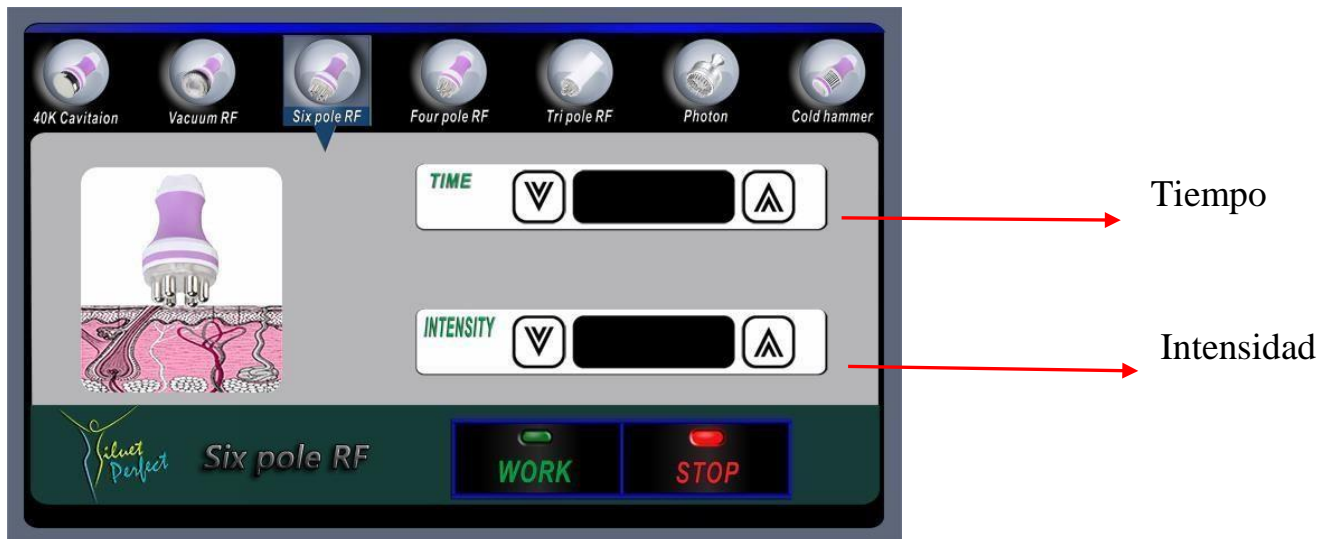 40K Cavitaion
Vacuum RF
Six pole RF
Four pole RF
Tri pole RF
Photon
Cold hammer
TIME
Tiempo
INTENSITY
Intensidad
Siluet
Perfect
Six pole RF
WORK
STOP